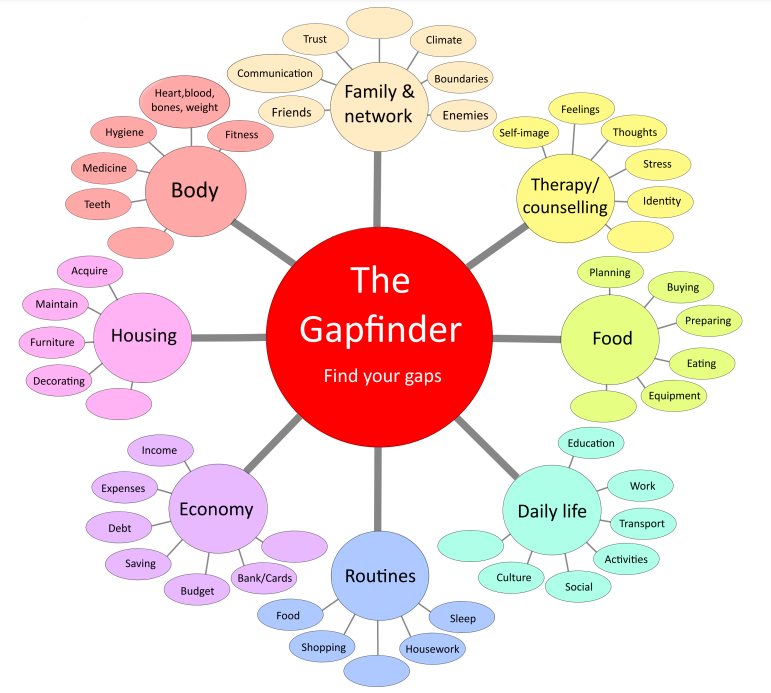 The
Gapfinder
Find your gaps
Family &
network
Friends
Communication
Trust
Climate
Boundaries
Enemies
Therapy/
counselling
Self-image
Feelings
Thoughts
Stress
Identity
Food
Planning
Buying
Preparing
Eating
Equipment
Daily life
Education
Work
Transport
Activities
Social
Culture
Routines
Sleep
Housework
Shopping
Food
Economy
Bank/Cards
Budget
Saving
Debt
Expenses
Income
Housing
Decorating
Furniture
Maintain
Acquire
Body
Teeth
Medicine
Hygiene
Heart,blood,
bones, weight
Fitness